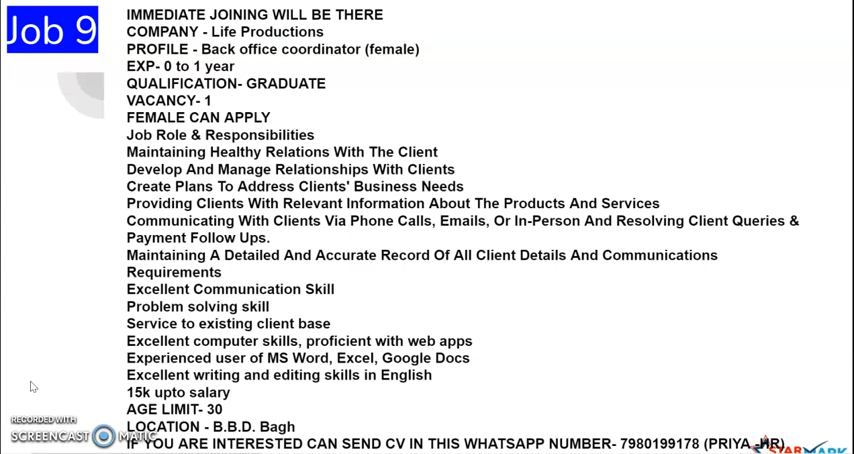 Job 9
IMMEDIATE JOINING WILL BE THERE
COMPANY - Life Productions
PROFILE - Back office coordinator (female)
EXP- 0 to 1 year
QUALIFICATION- GRADUATE
VACANCY- 1
FEMALE CAN APPLY
Job Role & Responsibilities
Maintaining Healthy Relations With The Client
Develop And Manage Relationships With Clients
Create Plans To Address Clients' Business Needs
Providing Clients With Relevant Information About The Products And Services
Communicating With Clients Via Phone Calls, Emails, Or In-Person And Resolving Client Queries &
Payment Follow Ups.
Maintaining A Detailed And Accurate Record Of All Client Details And Communications
Requirements
Excellent Communication Skill
Problem solving skill
Service to existing client base
Excellent computer skills, proficient with web apps
Experienced user of MS Word, Excel, Google Docs
Excellent writing and editing skills in English
15k upto salary
AGE LIMIT- 30
LOCATION - B.B.D. Bagh
IF YOU ARE INTERESTED CAN SEND CV IN THIS WHATSAPP NUMBER- 7980199178 (PRIYA -HR)
RECORDED WITH
SCREENCAST MATIC
STARMARK